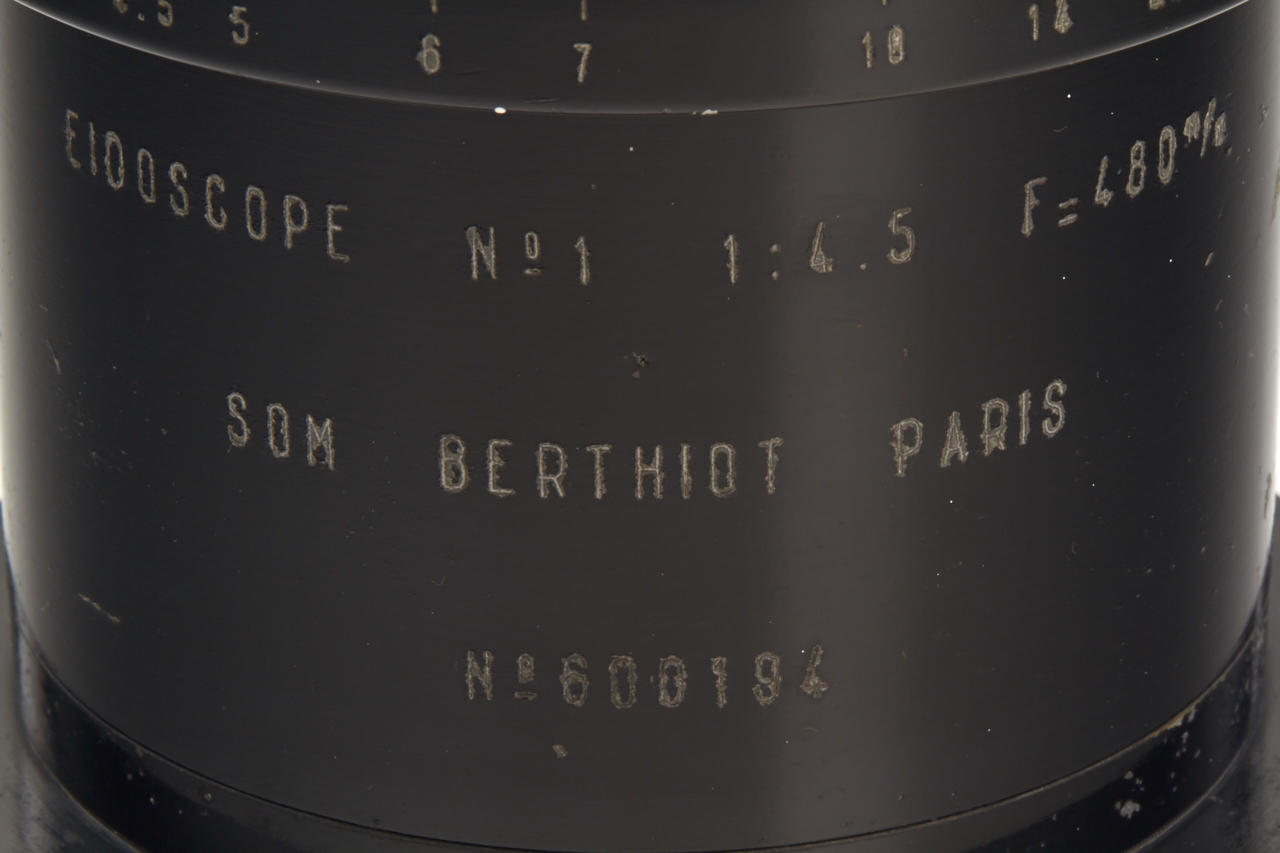 5 6 7 10 14
EIDOSCOPE Nº1 1:4.5 F=480m/m
SOM BERTHIOT PARIS
Nº600194